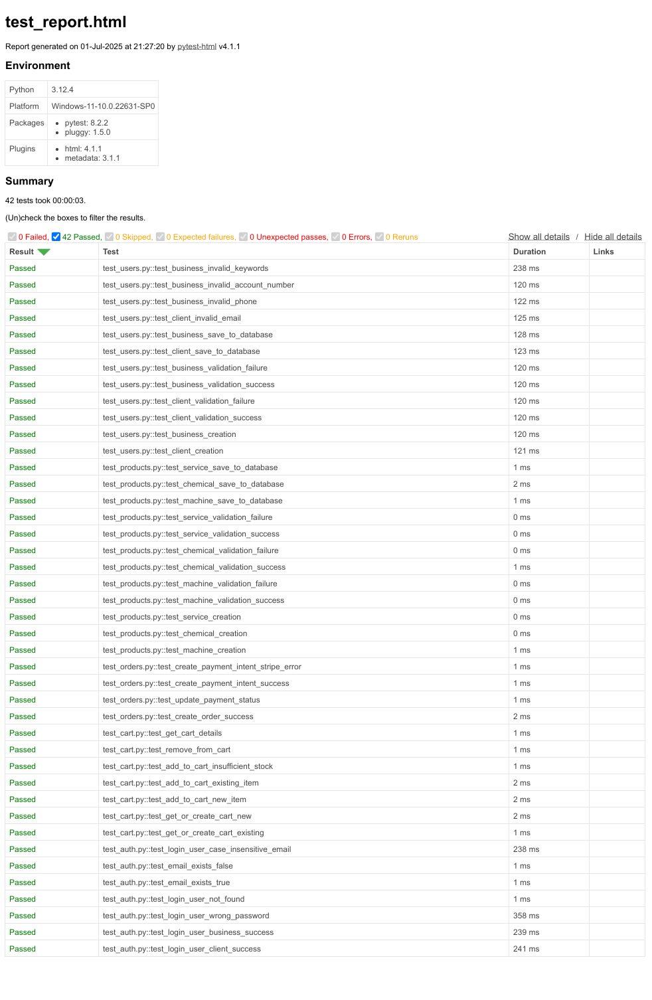 test_report.html
Report generated on 01-Jul-2025 at 21:27:20 by pytest-html v4.1.1
Environment
Python 3.12.4
Platform Windows-11-10.0.22631-SP0
Packages
pytest: 8.2.2
pluggy: 1.5.0
Plugins
html: 4.1.1
metadata: 3.1.1
Summary
42 tests took 00:00:03.
(Un)check the boxes to filter the results.
0 Failed, 42 Passed, 0 Skipped, 0 Expected failures, 0 Unexpected passes, 0 Errors, 0 Reruns Show all details / Hide all details
Result Test Duration Links
Passed test_users.py::test_business_invalid_keywords 238 ms
Passed test_users.py::test_business_invalid_account_number 120 ms
Passed test_users.py::test_business_invalid_phone 122 ms
Passed test_users.py::test_client_invalid_email 125 ms
Passed test_users.py::test_business_save_to_database 128 ms
Passed test_users.py::test_client_save_to_database 123 ms
Passed test_users.py::test_business_validation_failure 120 ms
Passed test_users.py::test_business_validation_success 120 ms
Passed test_users.py::test_client_validation_failure 120 ms
Passed test_users.py::test_client_validation_success 120 ms
Passed test_users.py::test_business_creation 120 ms
Passed test_users.py::test_client_creation 121 ms
Passed test_products.py::test_service_save_to_database 1 ms
Passed test_products.py::test_chemical_save_to_database 2 ms
Passed test_products.py::test_machine_save_to_database 1 ms
Passed test_products.py::test_service_validation_failure 0 ms
Passed test_products.py::test_service_validation_success 0 ms
Passed test_products.py::test_chemical_validation_failure 0 ms
Passed test_products.py::test_chemical_validation_success 1 ms
Passed test_products.py::test_machine_validation_failure 0 ms
Passed test_products.py::test_machine_validation_success 0 ms
Passed test_products.py::test_service_creation 0 ms
Passed test_products.py::test_chemical_creation 0 ms
Passed test_products.py::test_machine_creation 1 ms
Passed test_orders.py::test_create_payment_intent_stripe_error 1 ms
Passed test_orders.py::test_create_payment_intent_success 1 ms
Passed test_orders.py::test_update_payment_status 1 ms
Passed test_orders.py::test_create_order_success 2 ms
Passed test_cart.py::test_get_cart_details 1 ms
Passed test_cart.py::test_remove_from_cart 1 ms
Passed test_cart.py::test_add_to_cart_insufficient_stock 1 ms
Passed test_cart.py::test_add_to_cart_existing_item 2 ms
Passed test_cart.py::test_add_to_cart_new_item 2 ms
Passed test_cart.py::test_get_or_create_cart_new 2 ms
Passed test_cart.py::test_get_or_create_cart_existing 1 ms
Passed test_auth.py::test_login_user_case_insensitive_email 238 ms
Passed test_auth.py::test_email_exists_false 1 ms
Passed test_auth.py::test_email_exists_true 1 ms
Passed test_auth.py::test_login_user_not_found 1 ms
Passed test_auth.py::test_login_user_wrong_password 358 ms
Passed test_auth.py::test_login_user_business_success 239 ms
Passed test_auth.py::test_login_user_client_success 241 ms